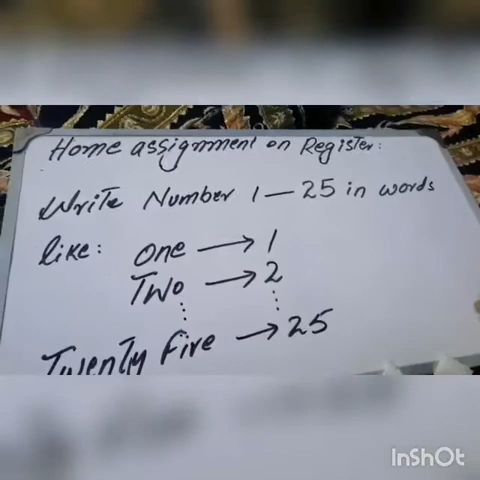 Home assignment on Register:
Write Number 1 — 25 in words
like: one → 1
Two → 2
Twenty Five → 25
InShOt